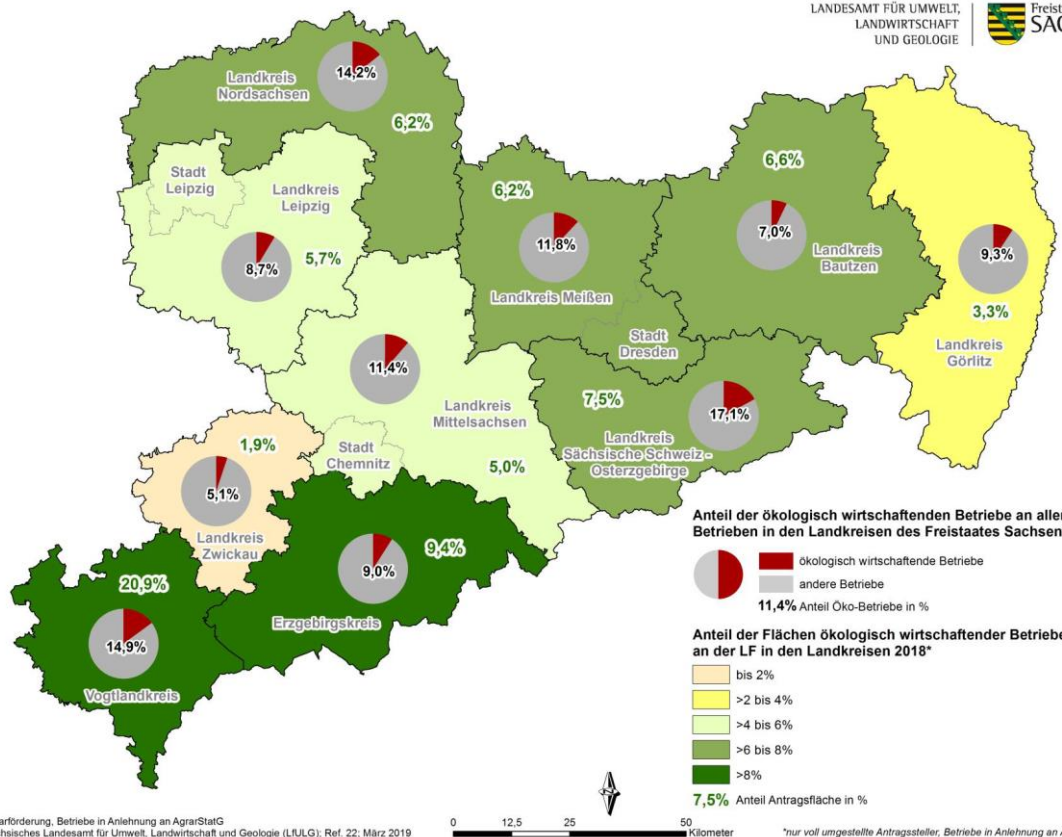 LANDESAMT FÜR UMWELT,
LANDWIRTSCHAFT
UND GEOLOGIE
Landkreis
Nordsachsen
14,2%
6,2%
Stadt
Leipzig
Landkreis
Leipzig
8,7%
5,7%
6,2%
11,8%
Landkreis Meißen
Stadt
Dresden
6,6%
7,0%
Landkreis
Bautzen
9,3%
3,3%
Landkreis
Görlitz
11,4%
Landkreis
Mittelsachsen
5,0%
Stadt
Chemnitz
7,5%
17,1%
Landkreis
Sächsische Schweiz -
Osterzgebirge
1,9%
5,1%
Landkreis
Zwickau
9,4%
9,0%
Erzgebirgskreis
20,9%
14,9%
Vogtlandkreis
Anteil der ökologisch wirtschaftenden Betriebe an aller
Betrieben in den Landkreisen des Freistaates Sachsen
ökologisch wirtschaftende Betriebe
andere Betriebe
11,4% Anteil Öko-Betriebe in %
Anteil der Flächen ökologisch wirtschaftender Betriebe
an der LF in den Landkreisen 2018*
bis 2%
>2 bis 4%
>4 bis 6%
>6 bis 8%
>8%
7,5% Anteil Antragsfläche in %
arförderung, Betriebe in Anlehnung an AgrarStatG
chsisches Landesamt für Umwelt, Landwirtschaft und Geologie (LfULG); Ref. 22; März 2019
0 12,5 25 50 Kilometer
*nur voll umgestellte Antragssteller, Betriebe in Anlehnung an A